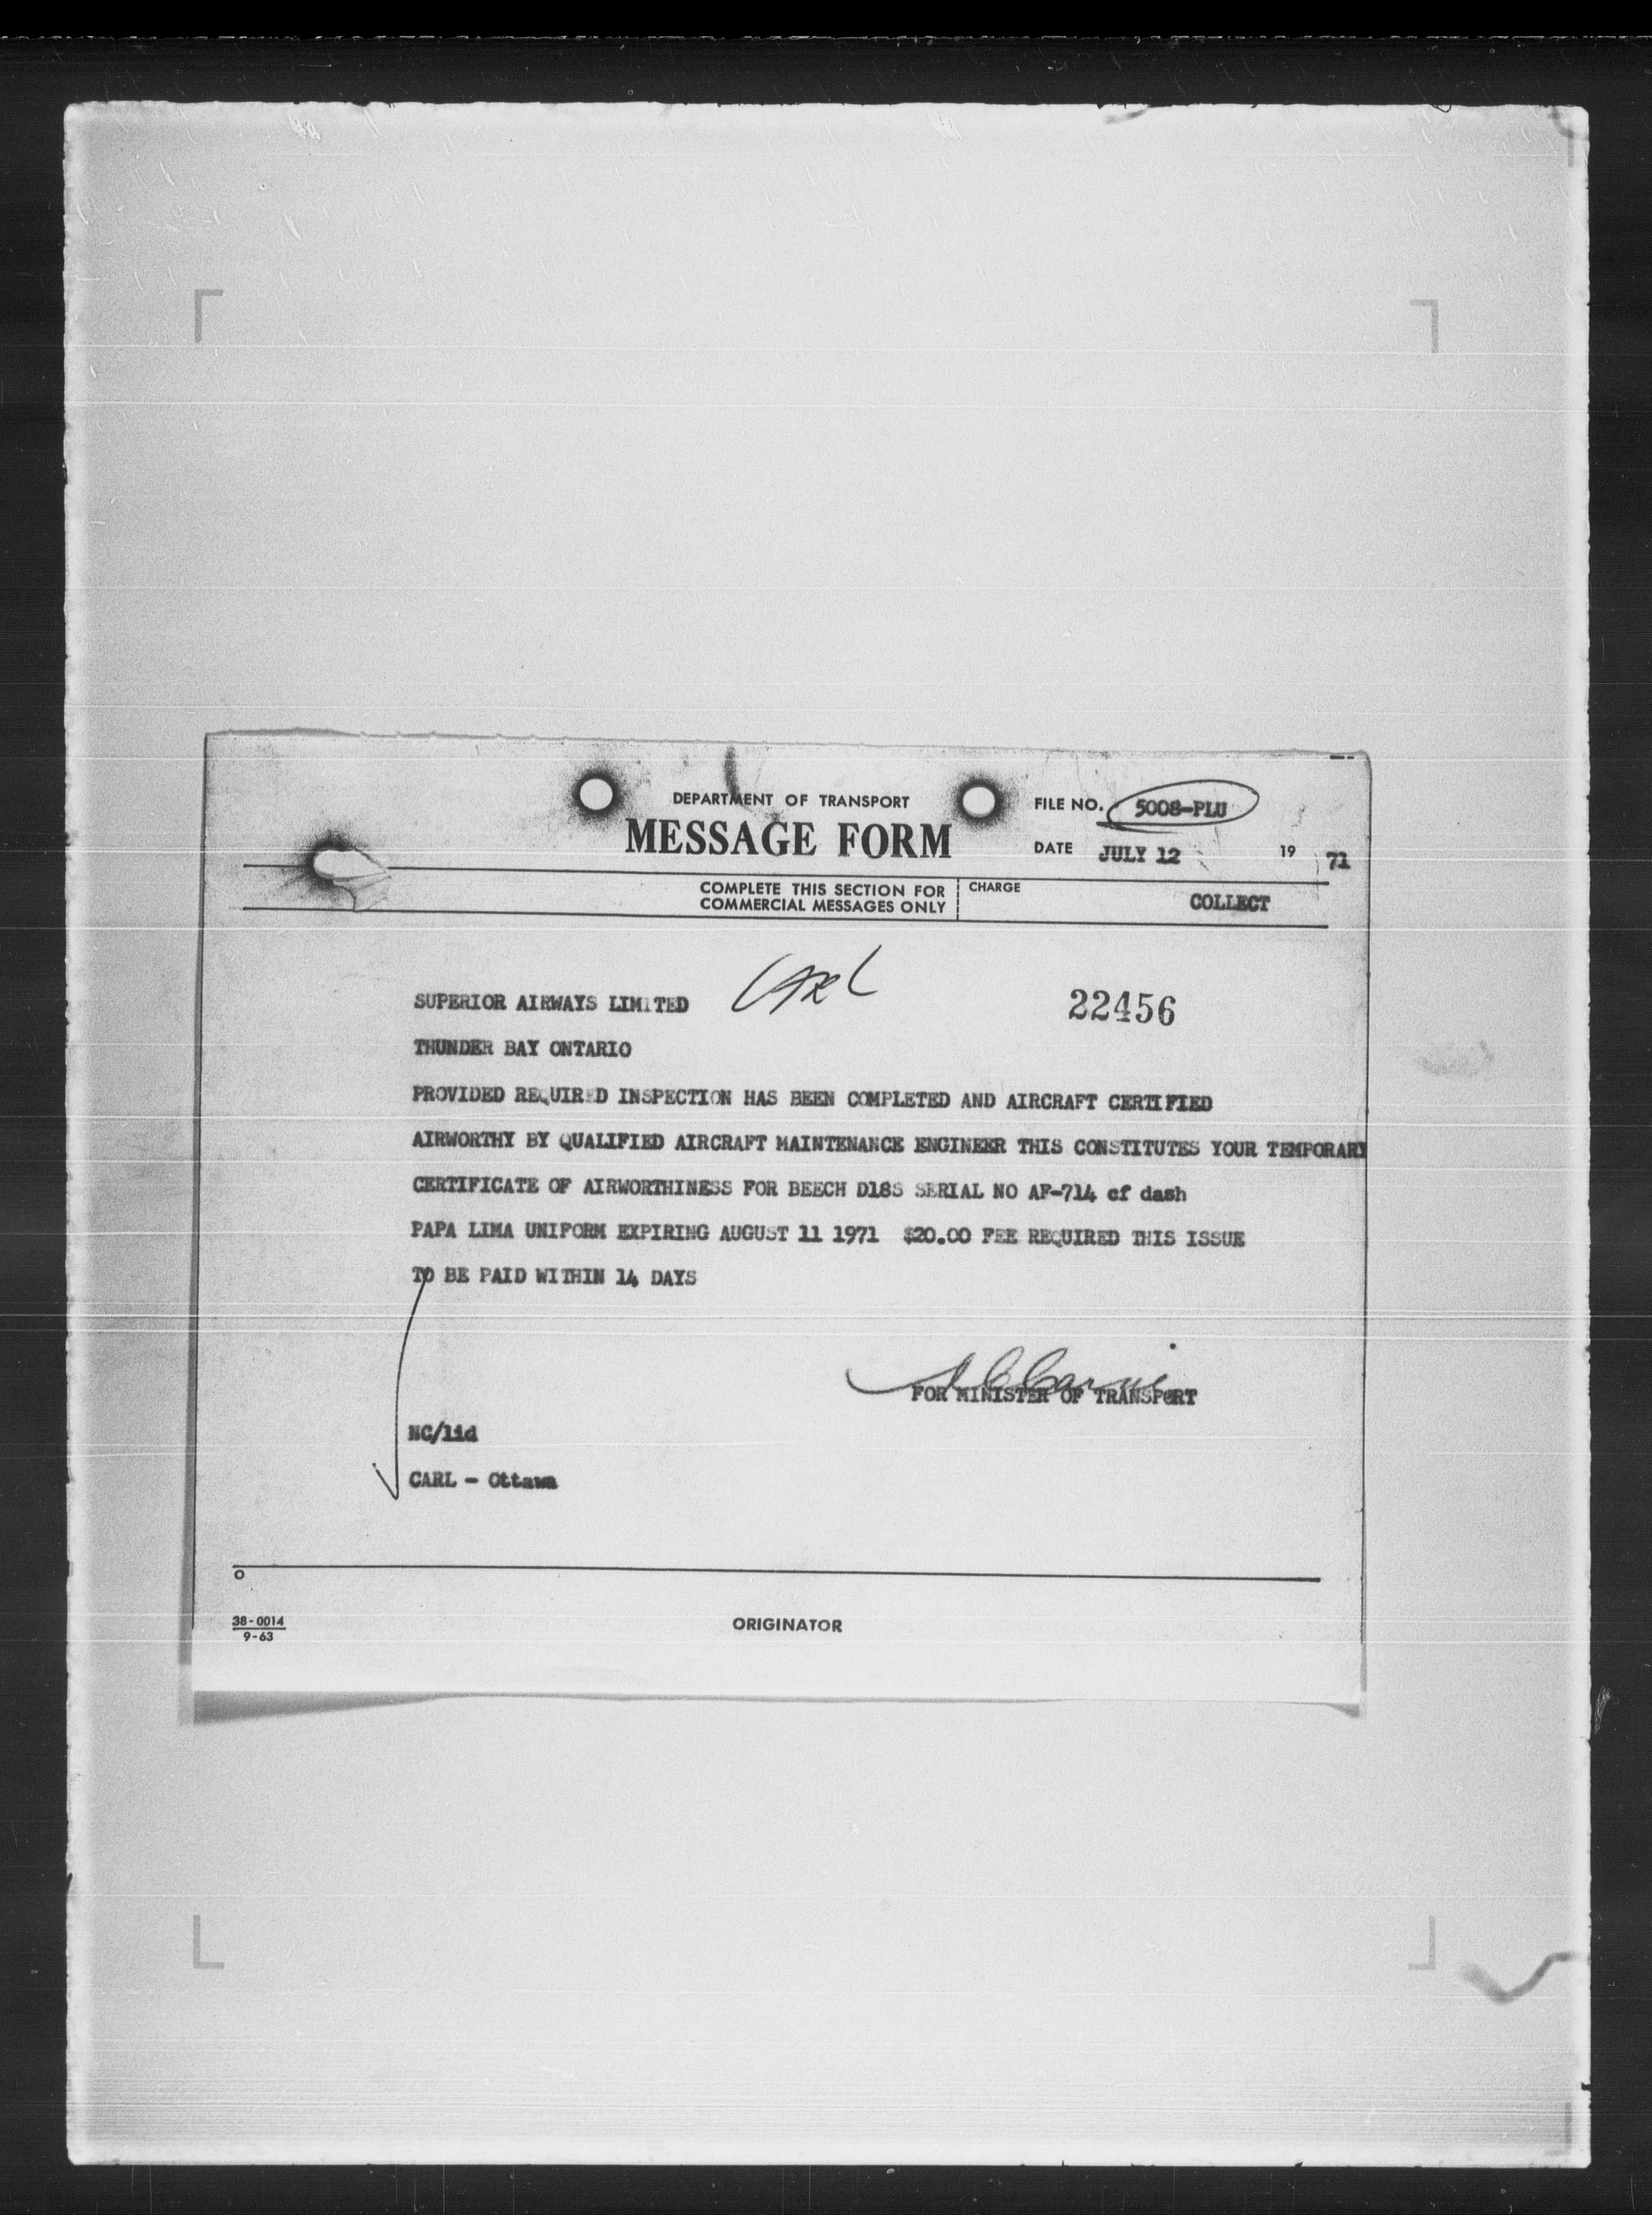 DEPARTMENT OF TRANSPORT
MESSAGE FORM
FILE NO. 5008-PLU
DATE JULY 12 19 71
COMPLETE THIS SECTION FOR
COMMERCIAL MESSAGES ONLY
CHARGE
COLLECT
CARL
SUPERIOR AIRWAYS LIMITED
22456
THUNDER BAY ONTARIO
PROVIDED REQUIRED INSPECTION HAS BEEN COMPLETED AND AIRCRAFT CERTIFIED
AIRWORTHY BY QUALIFIED AIRCRAFT MAINTENANCE ENGINEER THIS CONSTITUTES YOUR TEMPORARY
CERTIFICATE OF AIRWORTHINESS FOR BEECH D18S SERIAL NO AF-714 cf dash
PAPA LIMA UNIFORM EXPIRING AUGUST 11 1971 $20.00 FEE REQUIRED THIS ISSUE
TO BE PAID WITHIN 14 DAYS
FOR MINISTER OF TRANSPORT
CARL - Ottawa
O
38-0014
9-63
ORIGINATOR